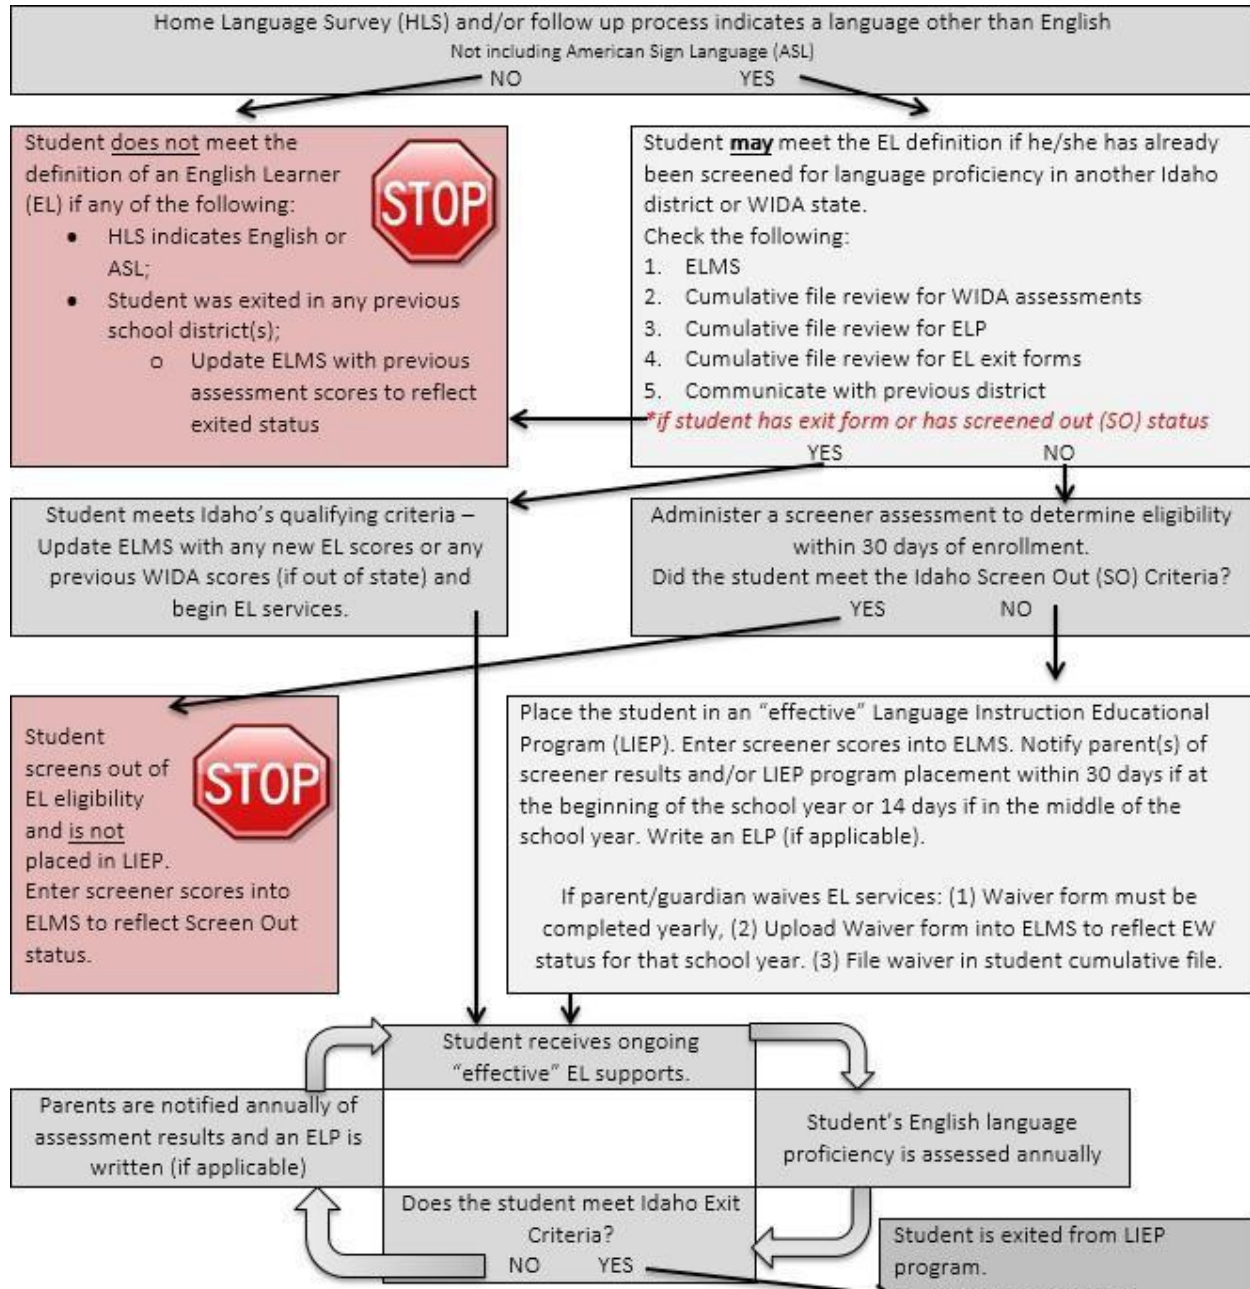 Home Language Survey (HLS) and/or follow up process indicates a language other than English
Not including American Sign Language (ASL)
NO YES
Student does not meet the
definition of an English Learner
(EL) if any of the following:
• HLS indicates English or
ASL;
• Student was exited in any previous
school district(s);
o Update ELMS with previous
assessment scores to reflect
exited status
STOP
Student may meet the EL definition if he/she has already
been screened for language proficiency in another Idaho
district or WIDA state.
Check the following:
1. ELMS
2. Cumulative file review for WIDA assessments
3. Cumulative file review for ELP
4. Cumulative file review for EL exit forms
5. Communicate with previous district
*if student has exit form or has screened out (SO) status
YES NO
Student meets Idaho’s qualifying criteria –
Update ELMS with any new EL scores or any
previous WIDA scores (if out of state) and
begin EL services.
Administer a screener assessment to determine eligibility
within 30 days of enrollment.
Did the student meet the Idaho Screen Out (SO) Criteria?
YES NO
Student
screens out of
EL eligibility
and is not
placed in LIEP.
Enter screener scores into
ELMS to reflect Screen Out
status.
STOP
Place the student in an “effective” Language Instruction Educational
Program (LIEP). Enter screener scores into ELMS. Notify parent(s) of
screener results and/or LIEP program placement within 30 days if at
the beginning of the school year or 14 days if in the middle of the
school year. Write an ELP (if applicable).
If parent/guardian waives EL services: (1) Waiver form must be
completed yearly, (2) Upload Waiver form into ELMS to reflect EW
status for that school year. (3) File waiver in student cumulative file.
Student receives ongoing
“effective” EL supports.
Parents are notified annually of
assessment results and an ELP is
written (if applicable)
Student’s English language
proficiency is assessed annually
Does the student meet Idaho Exit
Criteria?
NO YES
Student is exited from LIEP
program.